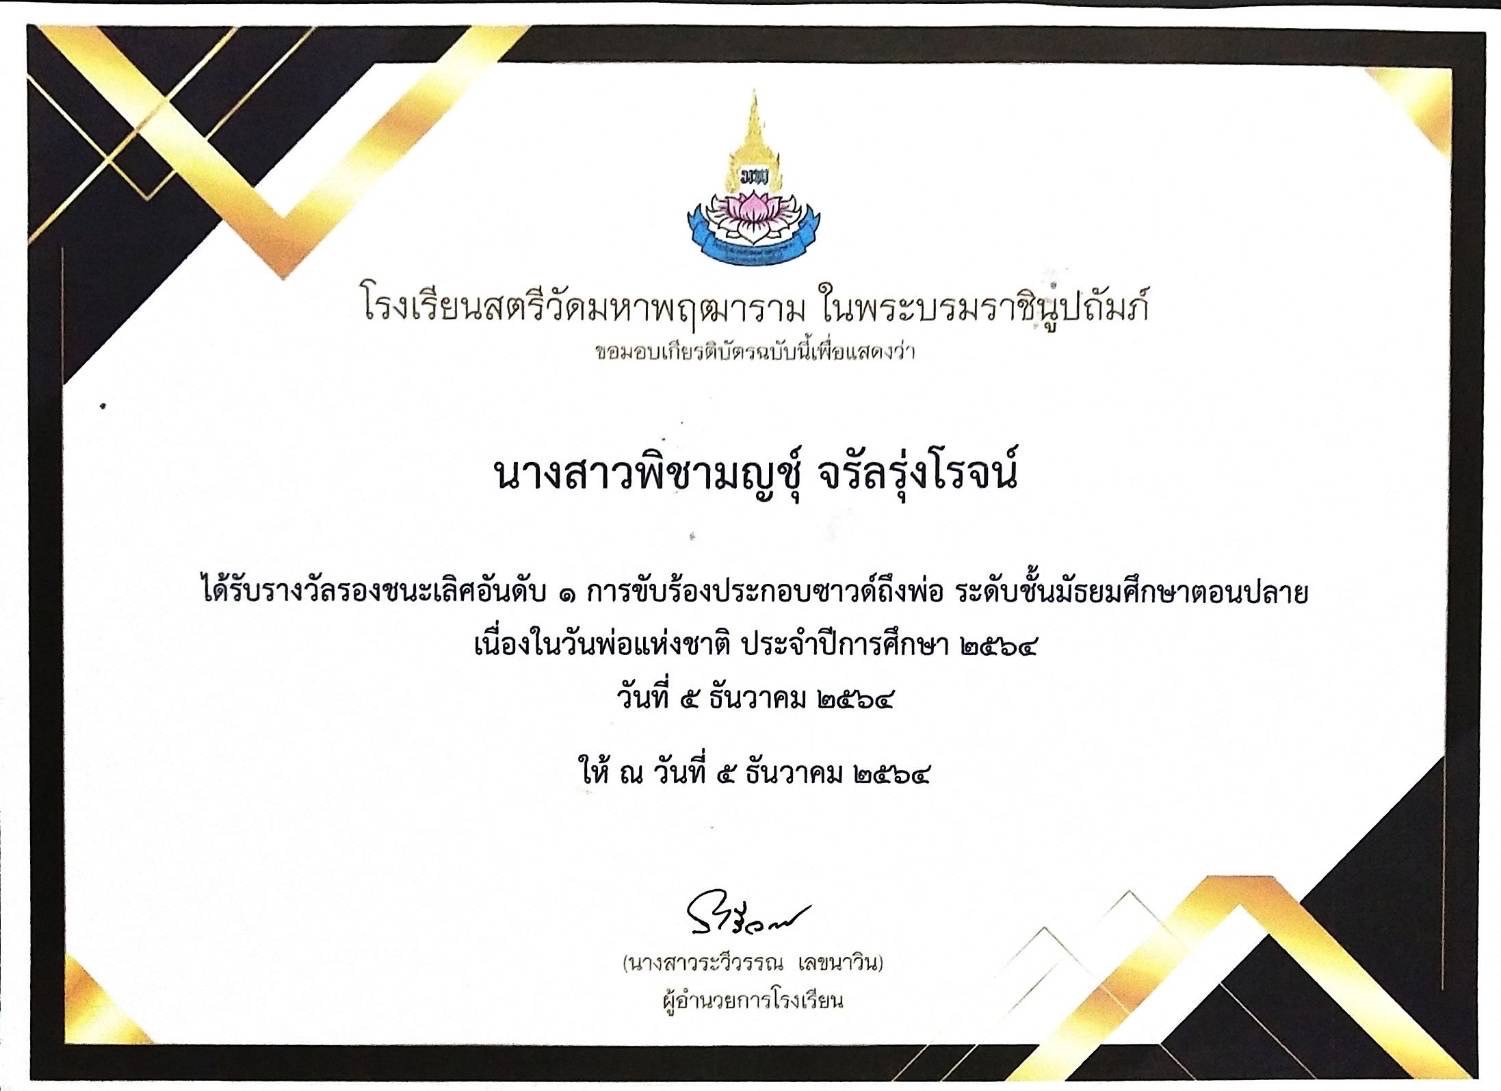 โรงเรียนสตรีวัดมหาพฤฒาราม ในพระบรมราชินูปถัมภ์
ขอมอบเกียรติบัตรฉบับนี้เพื่อแสดงว่า
นางสาวพิชามญชุ์ จรัลรุ่งโรจน์
ได้รับรางวัลรองชนะเลิศอันดับ ๑ การขับร้องประกอบซาวด์ถึงพ่อ ระดับชั้นมัธยมศึกษาตอนปลาย
เนื่องในวันพ่อแห่งชาติ ประจำปีการศึกษา ๒๕๖๔
วันที่ ๕ ธันวาคม ๒๕๖๔
ให้ ณ วันที่ ๕ ธันวาคม ๒๕๖๔
(นางสาวระวีวรรณ เลขนาวิน)
ผู้อำนวยการโรงเรียน